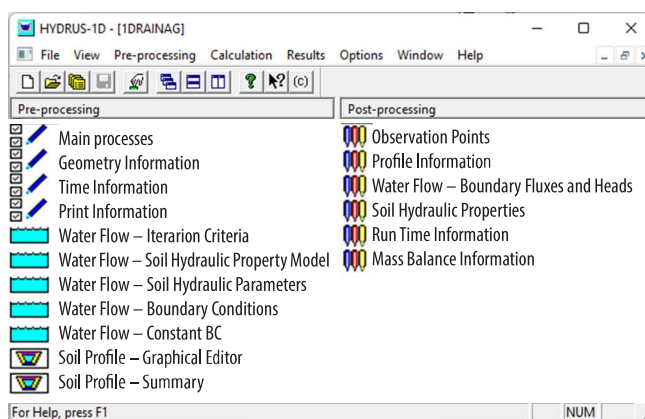 HYDRUS-1D - [1DRAINAG]
File View Pre-processing Calculation Results Options Window Help
(c)
Pre-processing
Main processes
Geometry Information
Time Information
Print Information
Water Flow – Iterarion Criteria
Water Flow – Soil Hydraulic Property Model
Water Flow – Soil Hydraulic Parameters
Water Flow – Boundary Conditions
Water Flow – Constant BC
Soil Profile – Graphical Editor
Soil Profile – Summary
Post-processing
Observation Points
Profile Information
Water Flow – Boundary Fluxes and Heads
Soil Hydraulic Properties
Run Time Information
Mass Balance Information
For Help, press F1
NUM